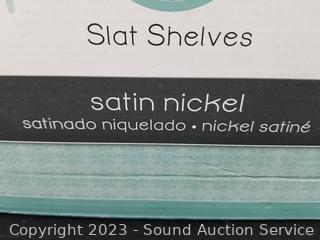 Slat Shelves
satin nickel
satinado niquelado • nickel satiné
Copyright 2023 - Sound Auction Service